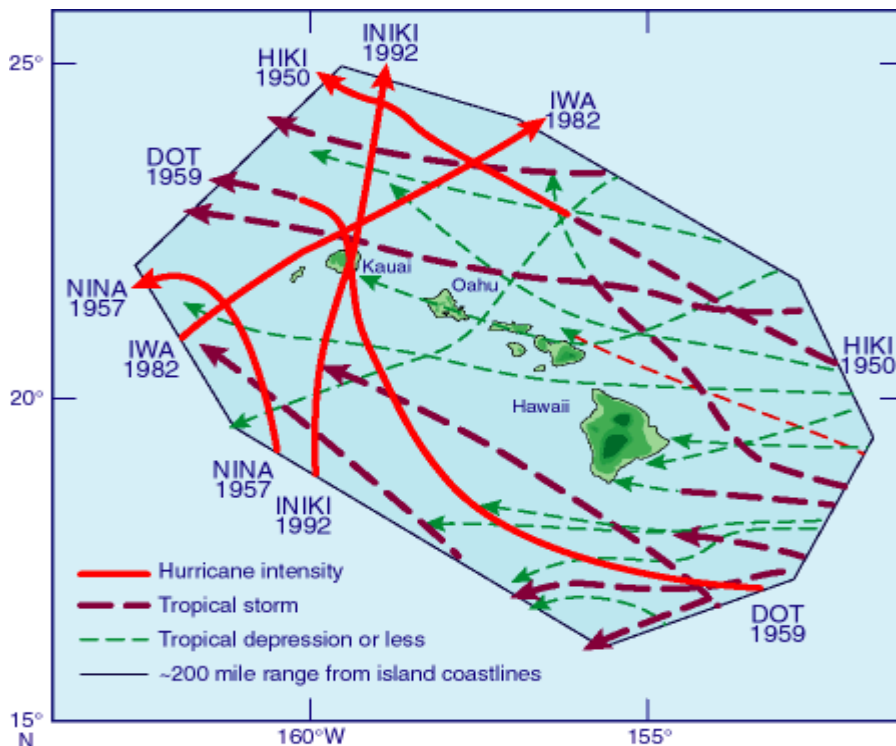 25°
HIKI
1950
INIKI
1992
IWA
1982
DOT
1959
Kauai
Oahu
NINA
1957
IWA
1982
HIKI
1950
20°
Hawaii
NINA
1957
INIKI
1992
Hurricane intensity
Tropical storm
Tropical depression or less
~200 mile range from island coastlines
DOT
1959
15°
N
160°W
155°